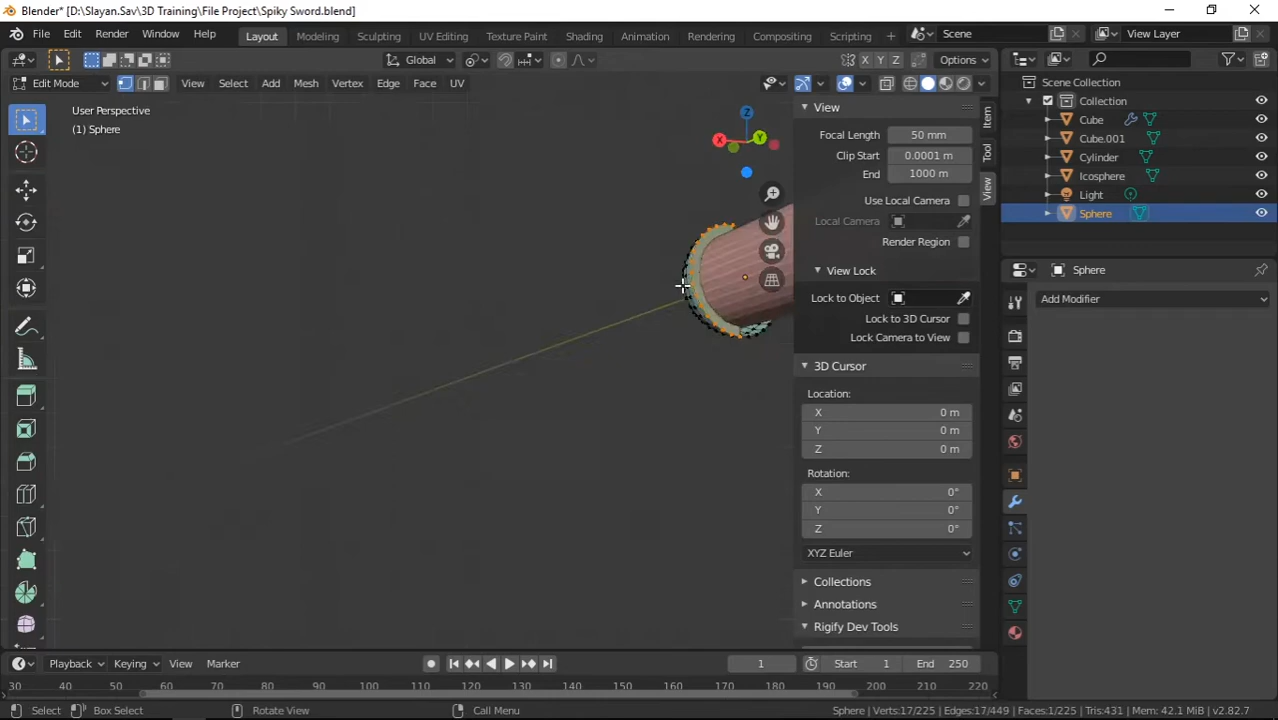 Blender* [D:\Slayan.Sav\3D Training\File Project\Spiky Sword.blend]
File Edit Render Window Help Layout Modeling Sculpting UV Editing Texture Paint Shading Animation Rendering Compositing Scripting + Scene View Layer
Global X Y Z Options
Edit Mode View Select Add Mesh Vertex Edge Face UV
User Perspective
(1) Sphere
Z
X Y
View
Focal Length 50 mm
Clip Start 0.0001 m
End 1000 m
Use Local Camera
Local Camera
Render Region
View Lock
Lock to Object
Lock to 3D Cursor
Lock Camera to View
3D Cursor
Location:
X 0 m
Y 0 m
Z 0 m
Rotation:
X 0°
Y 0°
Z 0°
XYZ Euler
Collections
Annotations
Rigify Dev Tools
Item
Tool
View
Scene Collection
Collection
Cube
Cube.001
Cylinder
Icosphere
Light
Sphere
Sphere
Add Modifier
Playback Keying View Marker 1 Start 1 End 250
30 40 50 60 70 80 90 100 110 120 130 140 150 160 170 180 190 200 210 220
Select Box Select Rotate View Call Menu Sphere | Verts:17/225 | Edges:17/449 | Faces:1/225 | Tris:431 | Mem: 42.1 MiB | v2.82.7